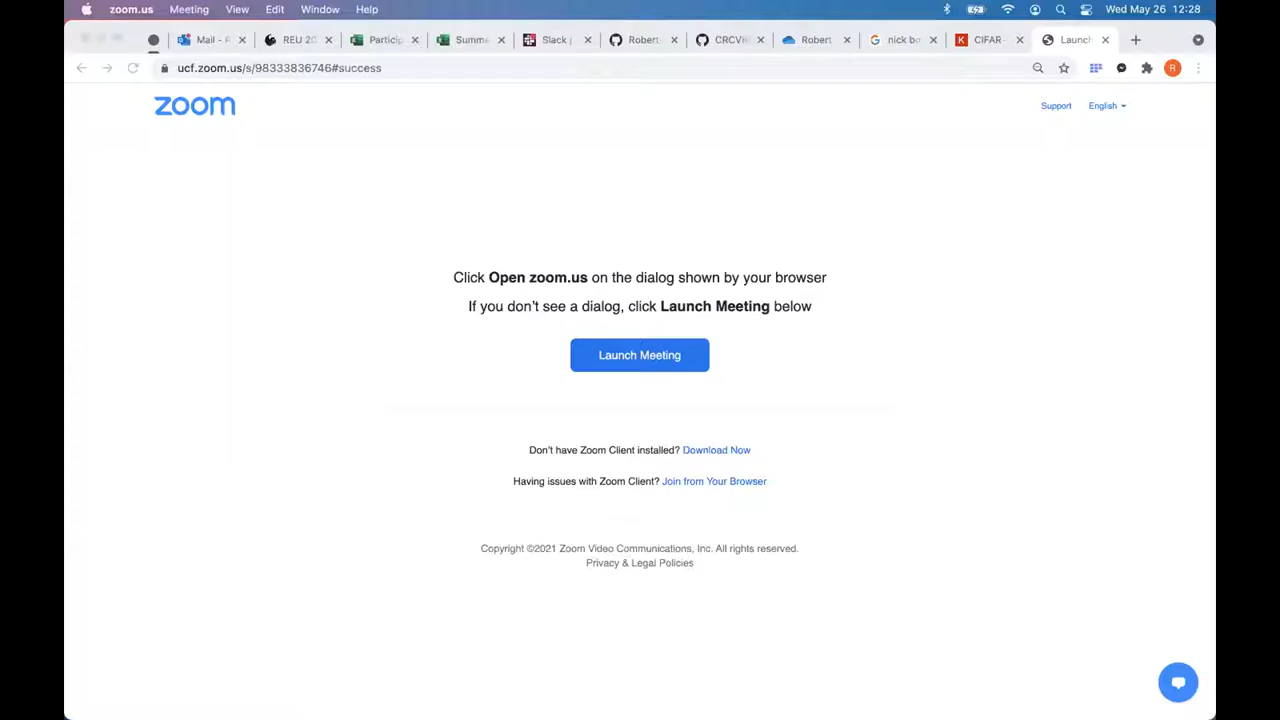 zoom.us Meeting View Edit Window Help Wed May 26 12:28
Mail - R REU 20 Particip Summe Slack Robert- CRCV Robert nick bo CIFAR- Launch
ucf.zoom.us/s/98333836746#success R
zoom Support English
Click Open zoom.us on the dialog shown by your browser
If you don't see a dialog, click Launch Meeting below
Launch Meeting
Don't have Zoom Client installed? Download Now
Having issues with Zoom Client? Join from Your Browser
Copyright ©2021 Zoom Video Communications, Inc. All rights reserved.
Privacy & Legal Policies